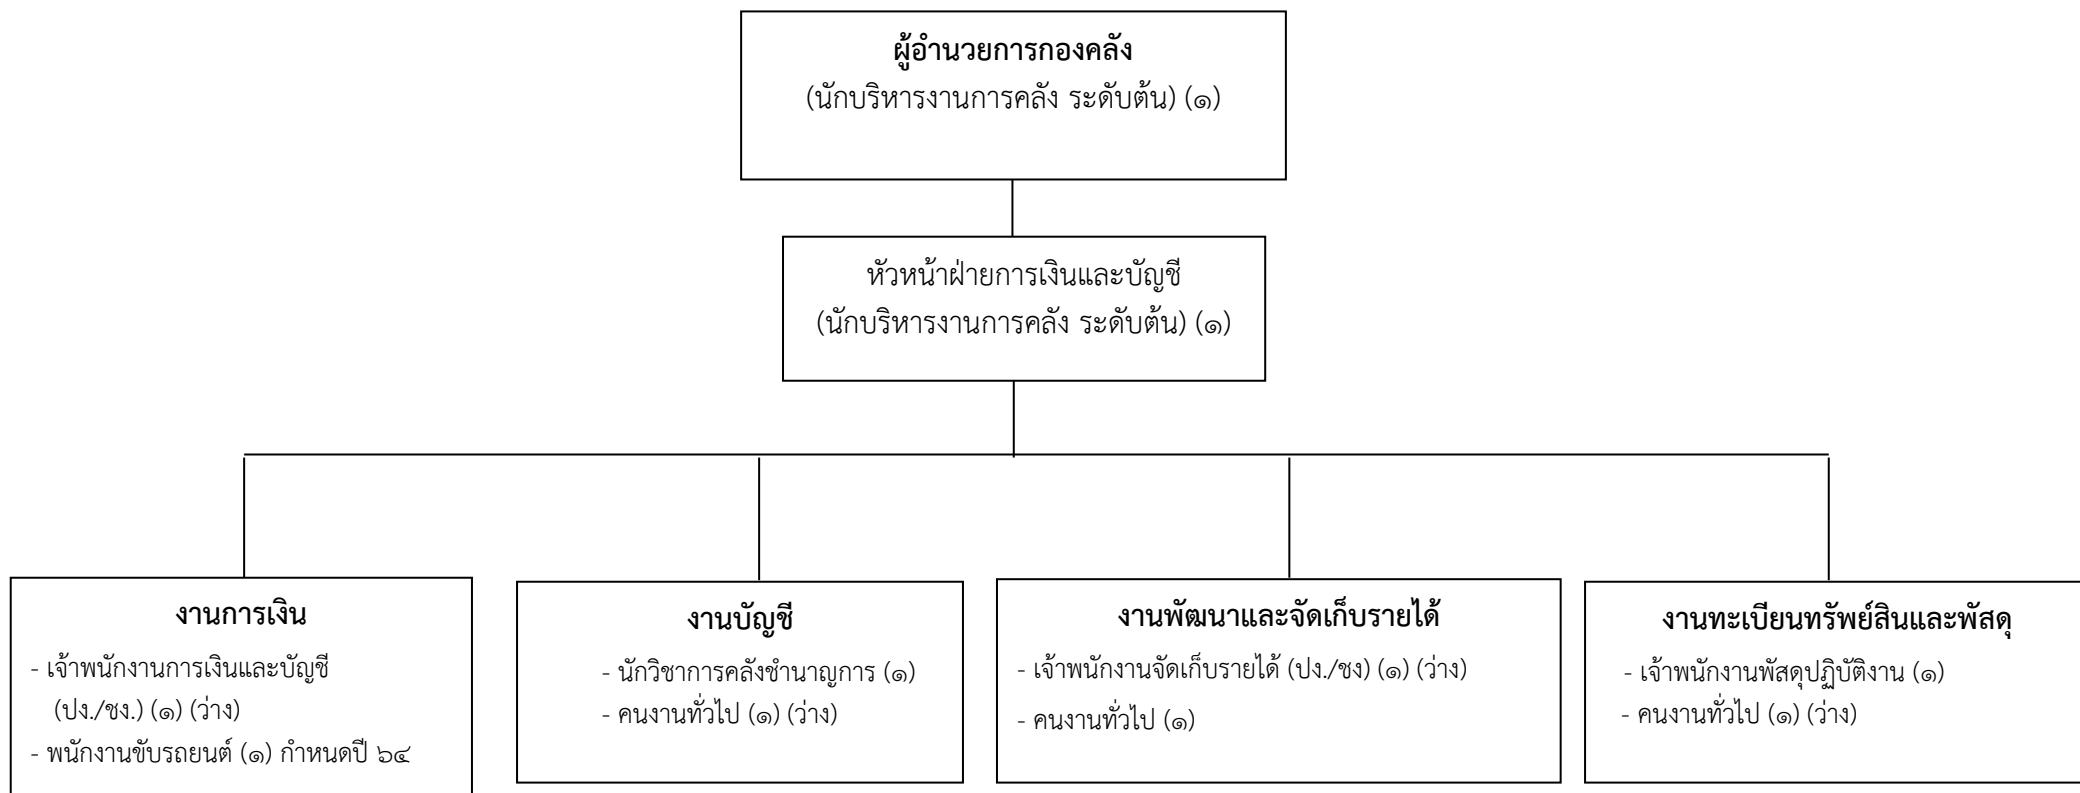 ผู้อำนวยการกองคลัง
(นักบริหารงานการคลัง ระดับต้น) (๑)
หัวหน้าฝ่ายการเงินและบัญชี
(นักบริหารงานการคลัง ระดับต้น) (๑)
งานการเงิน
- เจ้าพนักงานการเงินและบัญชี
(ปง./ชง.) (๑) (ว่าง)
- พนักงานขับรถยนต์ (๑) กำหนดปี ๖๔
งานบัญชี
- นักวิชาการคลังชำนาญการ (๑)
- คนงานทั่วไป (๑) (ว่าง)
งานพัฒนาและจัดเก็บรายได้
- เจ้าพนักงานจัดเก็บรายได้ (ปง./ชง) (๑) (ว่าง)
- คนงานทั่วไป (๑)
งานทะเบียนทรัพย์สินและพัสดุ
- เจ้าพนักงานพัสดุปฏิบัติงาน (๑)
- คนงานทั่วไป (๑) (ว่าง)